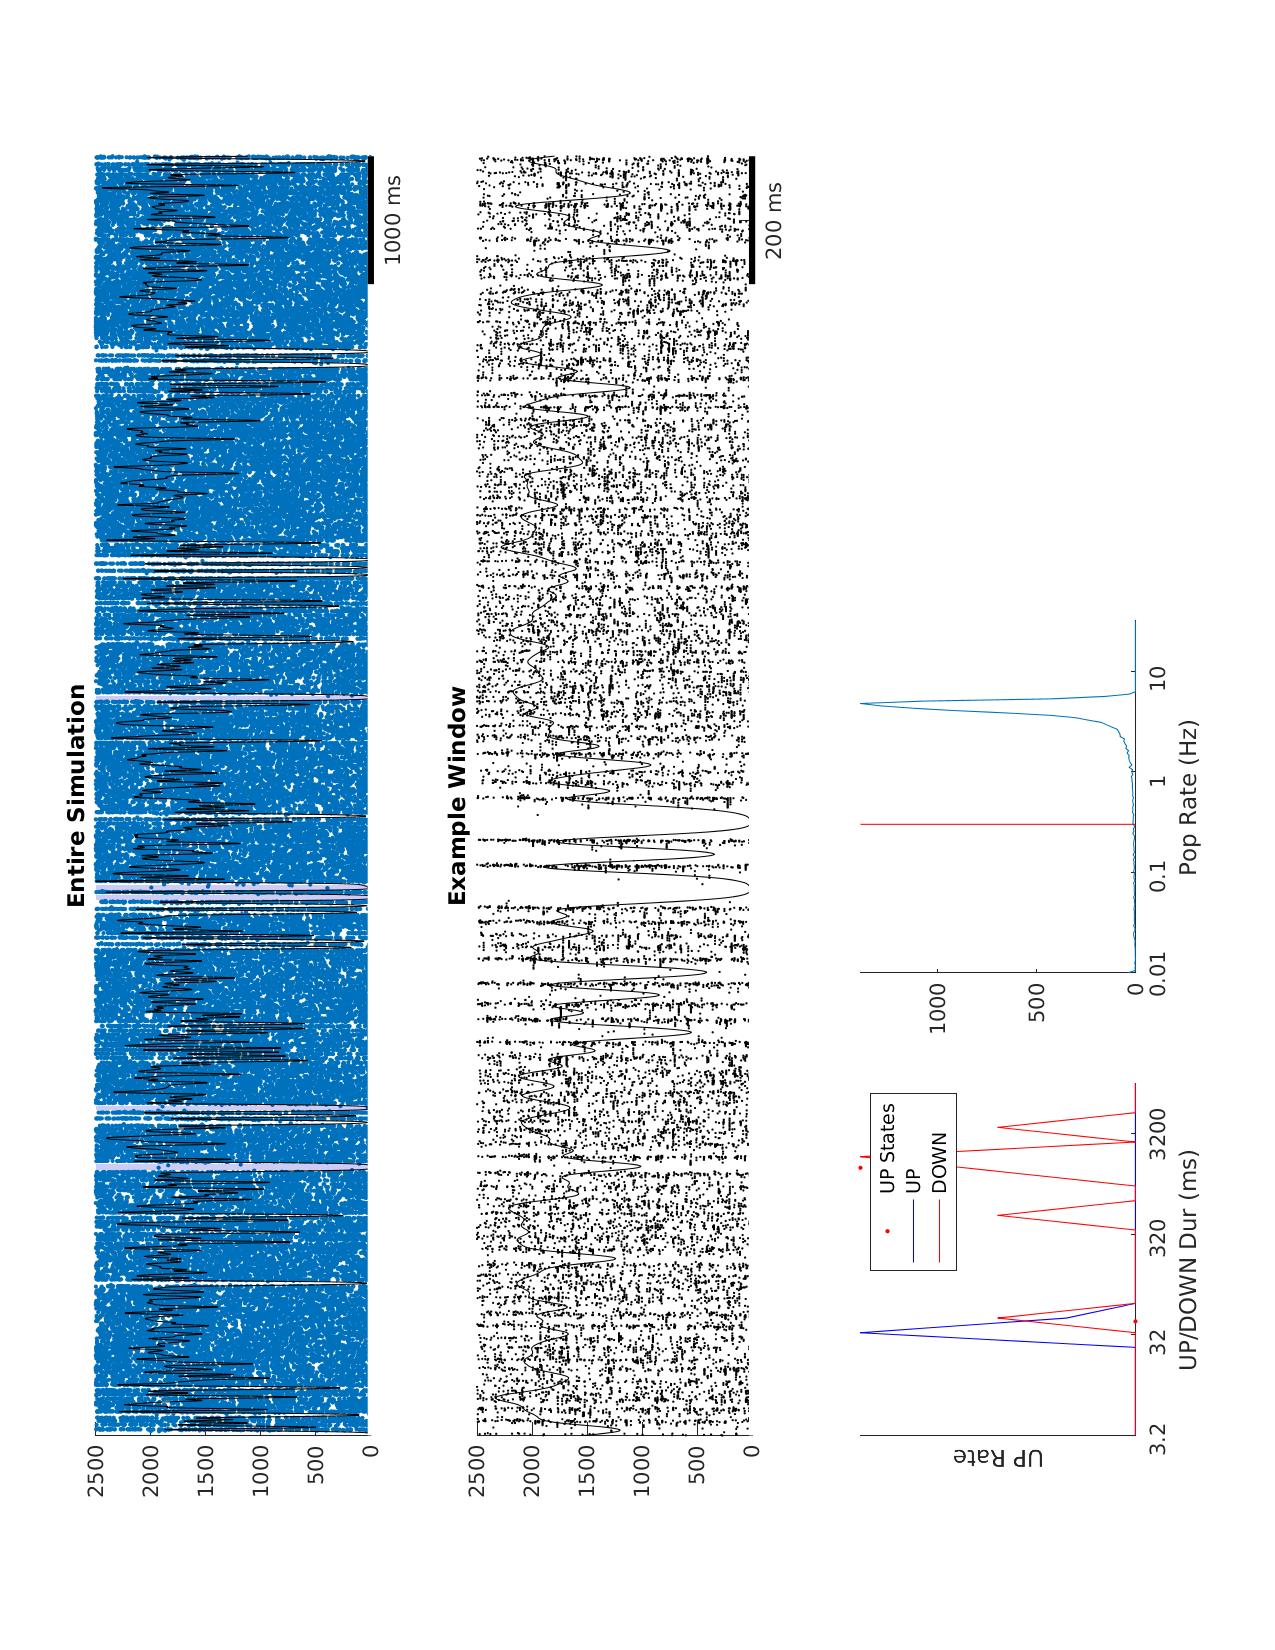 Entire Simulation
2500
2000
1500
1000
500
0
1000 ms
Example Window
2500
2000
1500
1000
500
0
200 ms
UP Rate
UP States
UP
DOWN
3.2
32
320
3200
UP/DOWN Dur (ms)
1000
500
0
0.01
0.1
1
10
Pop Rate (Hz)